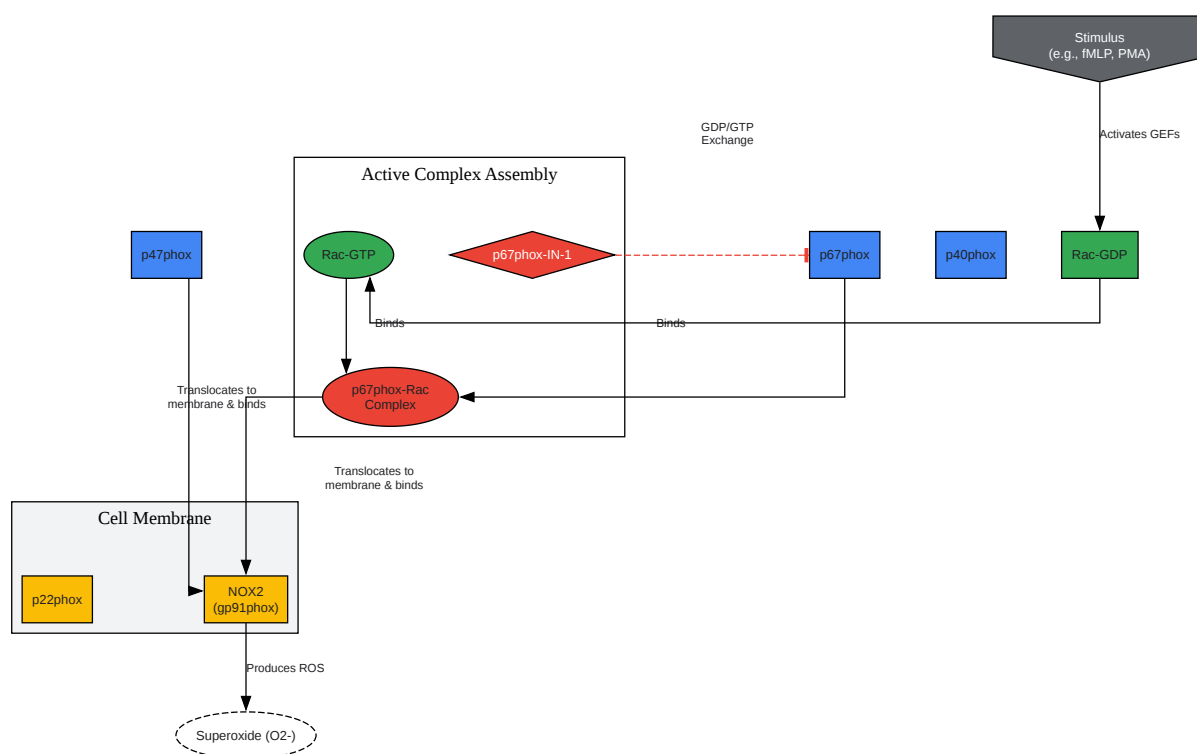 Stimulus
(e.g., fMLP, PMA)
GDP/GTP
Exchange
Activates GEFs
Active Complex Assembly
p47phox
Rac-GTP
p67phox-IN-1
p67phox
p40phox
Rac-GDP
Binds
Binds
Translocates to
membrane & binds
p67phox-Rac
Complex
Translocates to
membrane & binds
Cell Membrane
p22phox
NOX2
(gp91phox)
Produces ROS
Superoxide (O2-)